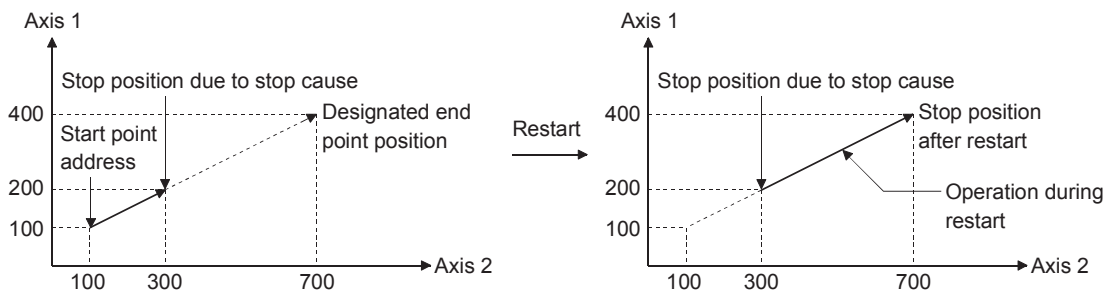 Axis 1
Stop position due to stop cause
400
Designated end
point position
Start point
address
200
100
100
300
700
Axis 2
Restart
Axis 1
Stop position due to stop cause
400
Stop position
after restart
200
Operation during
restart
100
100
300
700
Axis 2